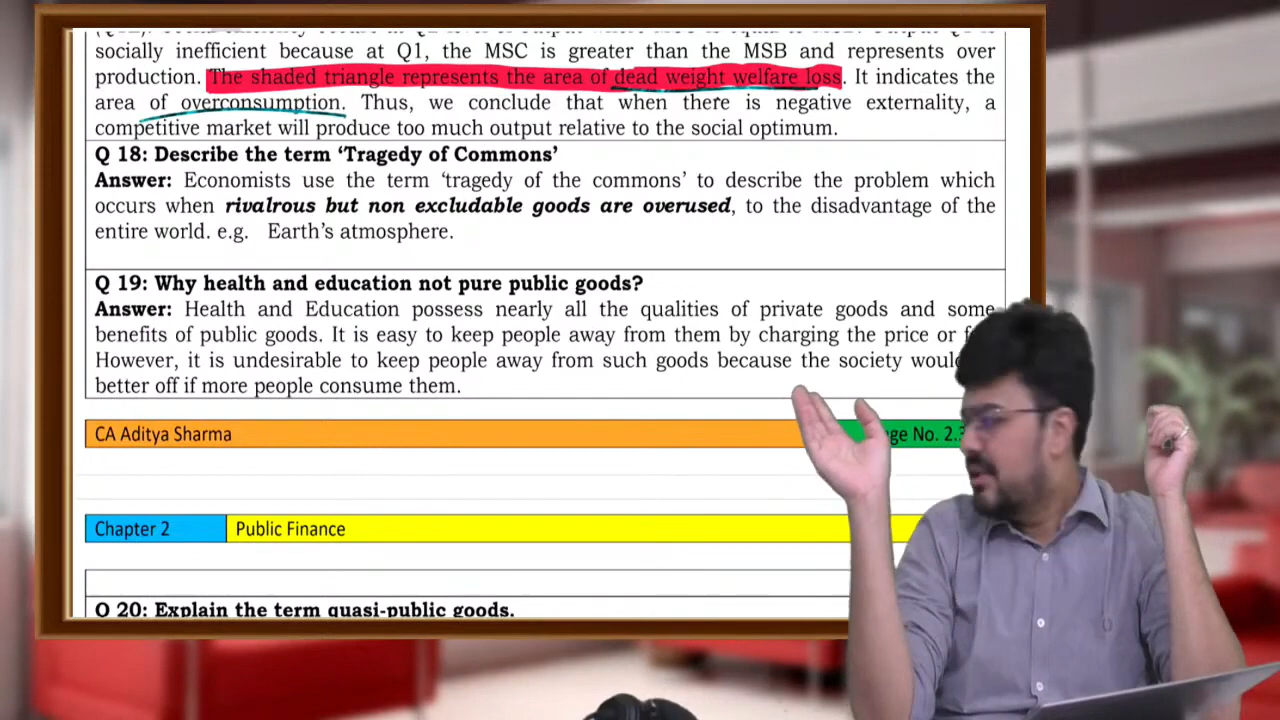 socially inefficient because at Q1, the MSC is greater than the MSB and represents over
production. The shaded triangle represents the area of dead weight welfare loss. It indicates the
area of overconsumption. Thus, we conclude that when there is negative externality, a
competitive market will produce too much output relative to the social optimum.
Q 18: Describe the term ‘Tragedy of Commons’
Answer: Economists use the term ‘tragedy of the commons’ to describe the problem which
occurs when rivalrous but non excludable goods are overused, to the disadvantage of the
entire world. e.g. Earth’s atmosphere.
Q 19: Why health and education not pure public goods?
Answer: Health and Education possess nearly all the qualities of private goods and some
benefits of public goods. It is easy to keep people away from them by charging the price or
However, it is undesirable to keep people away from such goods because the society
better off if more people consume them.
CA Aditya Sharma
No. 2.
Chapter 2 Public Finance
Q 20: Explain the term quasi-public goods.